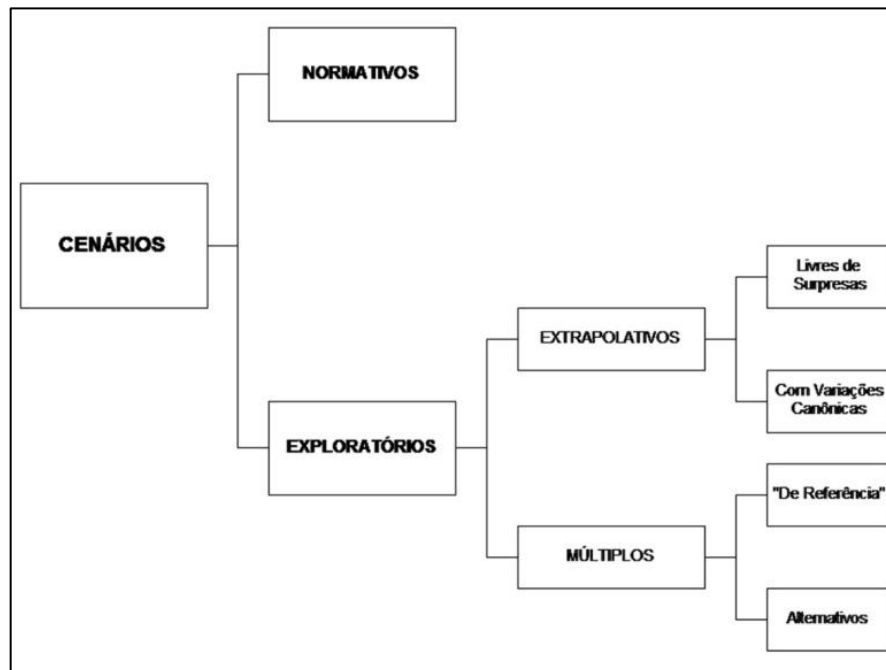 NORMATIVOS
CENÁRIOS
Livres de
Surpresas
EXTRAPOLATIVOS
Com Variações
Canônicas
EXPLORATÓRIOS
"De Referência"
MÚLTIPLOS
Alternativos